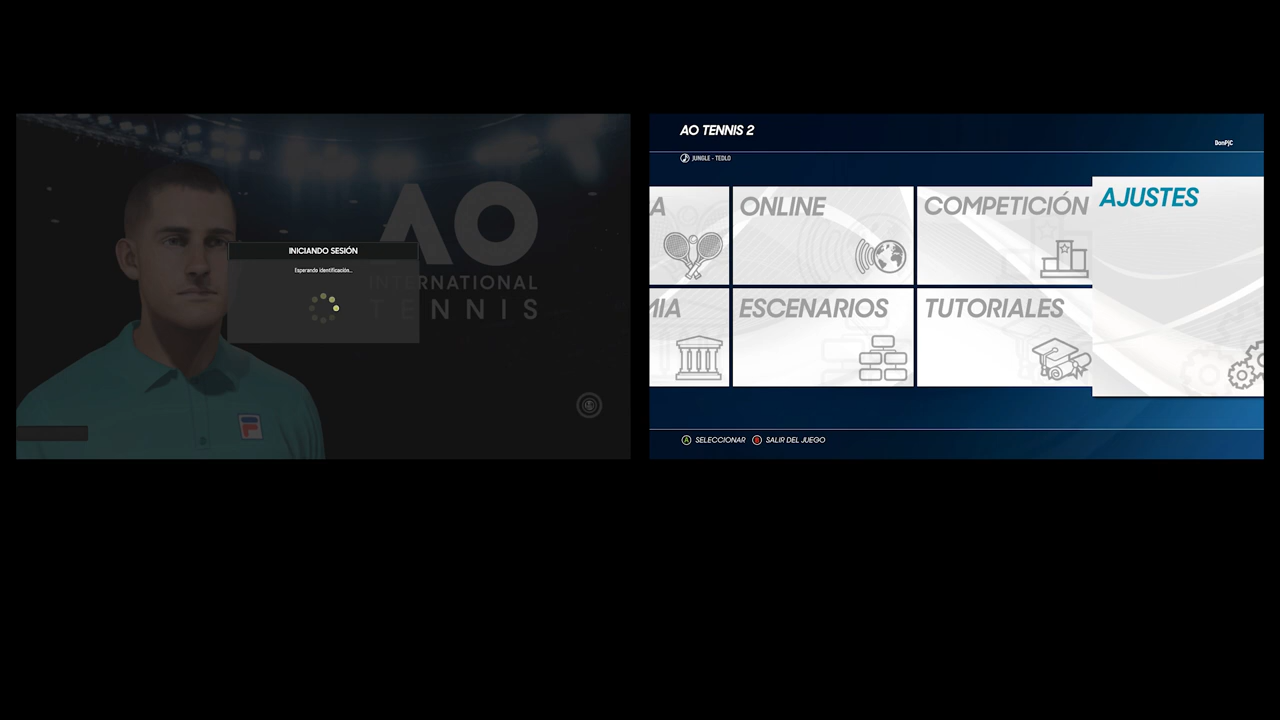 INICIANDO SESIÓN
Esperando identificación...
AO
INTERNATIONAL
TENNIS
AO TENNIS 2
DonPjC
JUNGLE - TEDLO
A
ONLINE
COMPETICIÓN
AJUSTES
MIA
ESCENARIOS
TUTORIALES
A SELECCIONAR B SALIR DEL JUEGO